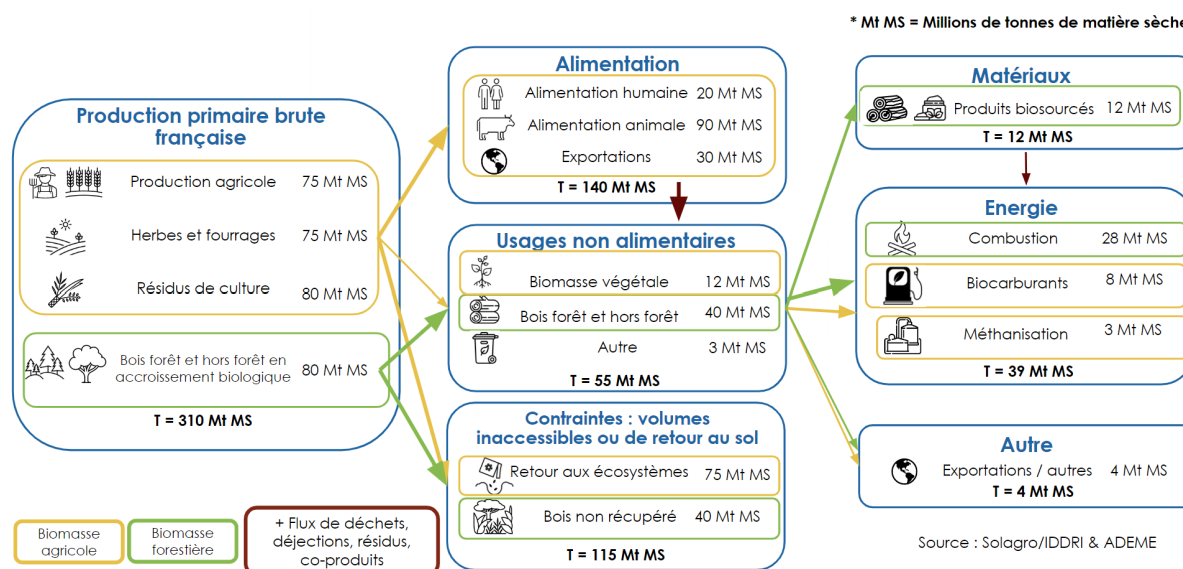 * Mt MS = Millions de tonnes de matière sèche
Production primaire brute
française
Production agricole 75 Mt MS
Herbes et fourrages 75 Mt MS
Résidus de culture 80 Mt MS
Bois forêt et hors forêt en
accroissement biologique 80 Mt MS
T = 310 Mt MS
Alimentation
Alimentation humaine 20 Mt MS
Alimentation animale 90 Mt MS
Exportations 30 Mt MS
T = 140 Mt MS
Usages non alimentaires
Biomasse végétale 12 Mt MS
Bois forêt et hors forêt 40 Mt MS
Autre 3 Mt MS
T = 55 Mt MS
Contraintes : volumes
inaccessibles ou de retour au sol
Retour aux écosystèmes 75 Mt MS
Bois non récupéré 40 Mt MS
T = 115 Mt MS
Matériaux
Produits biosourcés 12 Mt MS
T = 12 Mt MS
Energie
Combustion 28 Mt MS
Biocarburants 8 Mt MS
Méthanisation 3 Mt MS
T = 39 Mt MS
Autre
Exportations / autres 4 Mt MS
T = 4 Mt MS
Biomasse
agricole
Biomasse
forestière
+ Flux de déchets,
déjections, résidus,
co-produits
Source : Solagro/IDDRI & ADEME